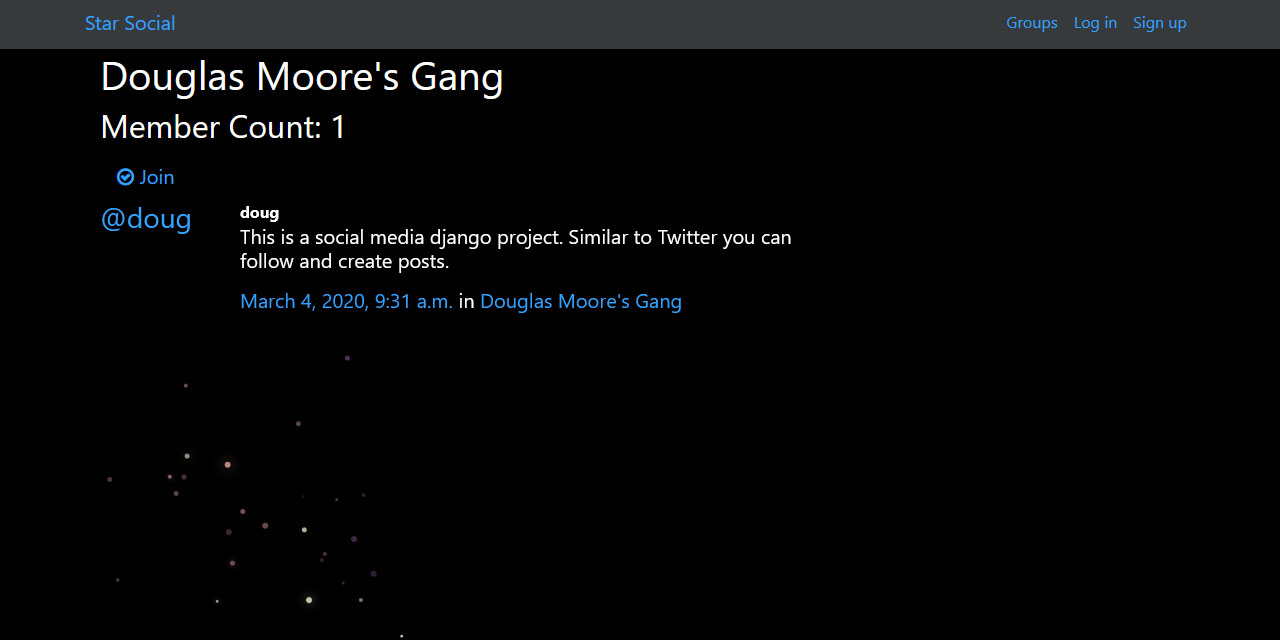 Star Social
Groups Log in Sign up
Douglas Moore's Gang
Member Count: 1
Join
@doug
doug
This is a social media django project. Similar to Twitter you can
follow and create posts.
March 4, 2020, 9:31 a.m. in Douglas Moore's Gang